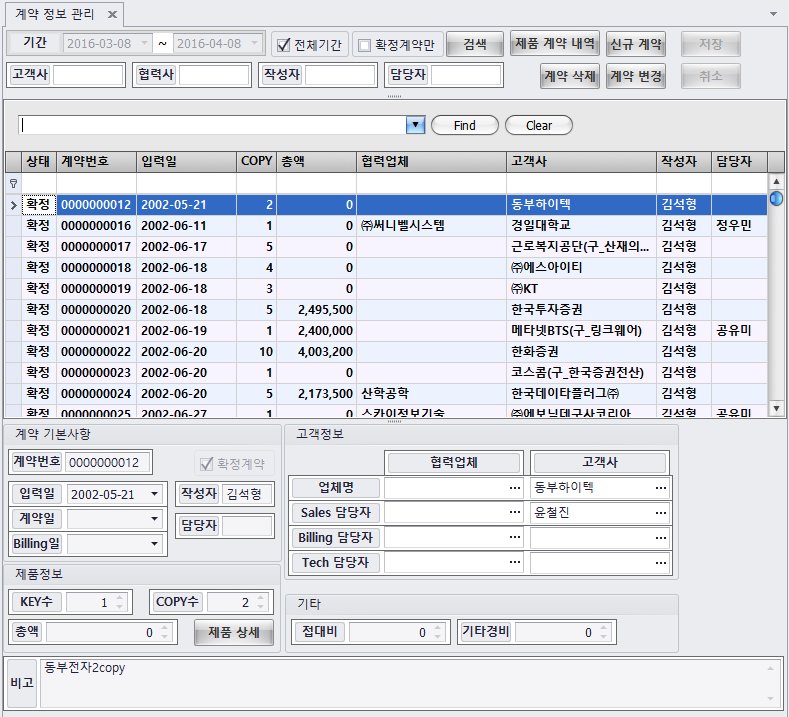 계약 정보 관리
기간 2016-03-08 ~ 2016-04-08 전체기간 확정계약만 검색 제품 계약 내역 신규 계약 저장
고객사 협력사 작성자 담당자 계약 삭제 계약 변경 취소
Find Clear
상태 계약번호 입력일 COPY 총액 협력업체 고객사 작성자 담당자
확정 0000000012 2002-05-21 2 0 동부하이텍 김석형
확정 0000000016 2002-06-11 1 0 ㈜써니벨시스템 경일대학교 김석형 정우민
확정 0000000017 2002-06-17 5 0 근로복지공단(구_산재의... 김석형
확정 0000000018 2002-06-18 4 0 ㈜에스아이티 김석형
확정 0000000019 2002-06-18 3 0 ㈜KT 김석형
확정 0000000020 2002-06-18 5 2,495,500 한국투자증권 김석형
확정 0000000021 2002-06-19 1 2,400,000 메타넷BTS(구_링크웨어) 김석형 공유미
확정 0000000022 2002-06-20 10 4,003,200 한화증권 김석형
확정 0000000023 2002-06-20 1 0 코스콤(구_한국증권전산) 김석형
확정 0000000024 2002-06-20 5 2,173,500 산학공학 한국데이타플러그㈜ 김석형
확정 0000000025 2002-06-27 1 0 스카이정보기술 김석형 공유미
계약 기본사항
계약번호 0000000012 확정계약
입력일 2002-05-21 작성자 김석형
계약일 담당자
Billing일
고객정보
협력업체 고객사
업체명 ... 동부하이텍 ...
Sales 담당자 ... 윤철진 ...
Billing 담당자 ... ...
Tech 담당자 ... ...
제품정보
KEY수 1 COPY수 2
총액 0 제품 상세
기타
접대비 0 기타경비 0
비고 동부전자2copy